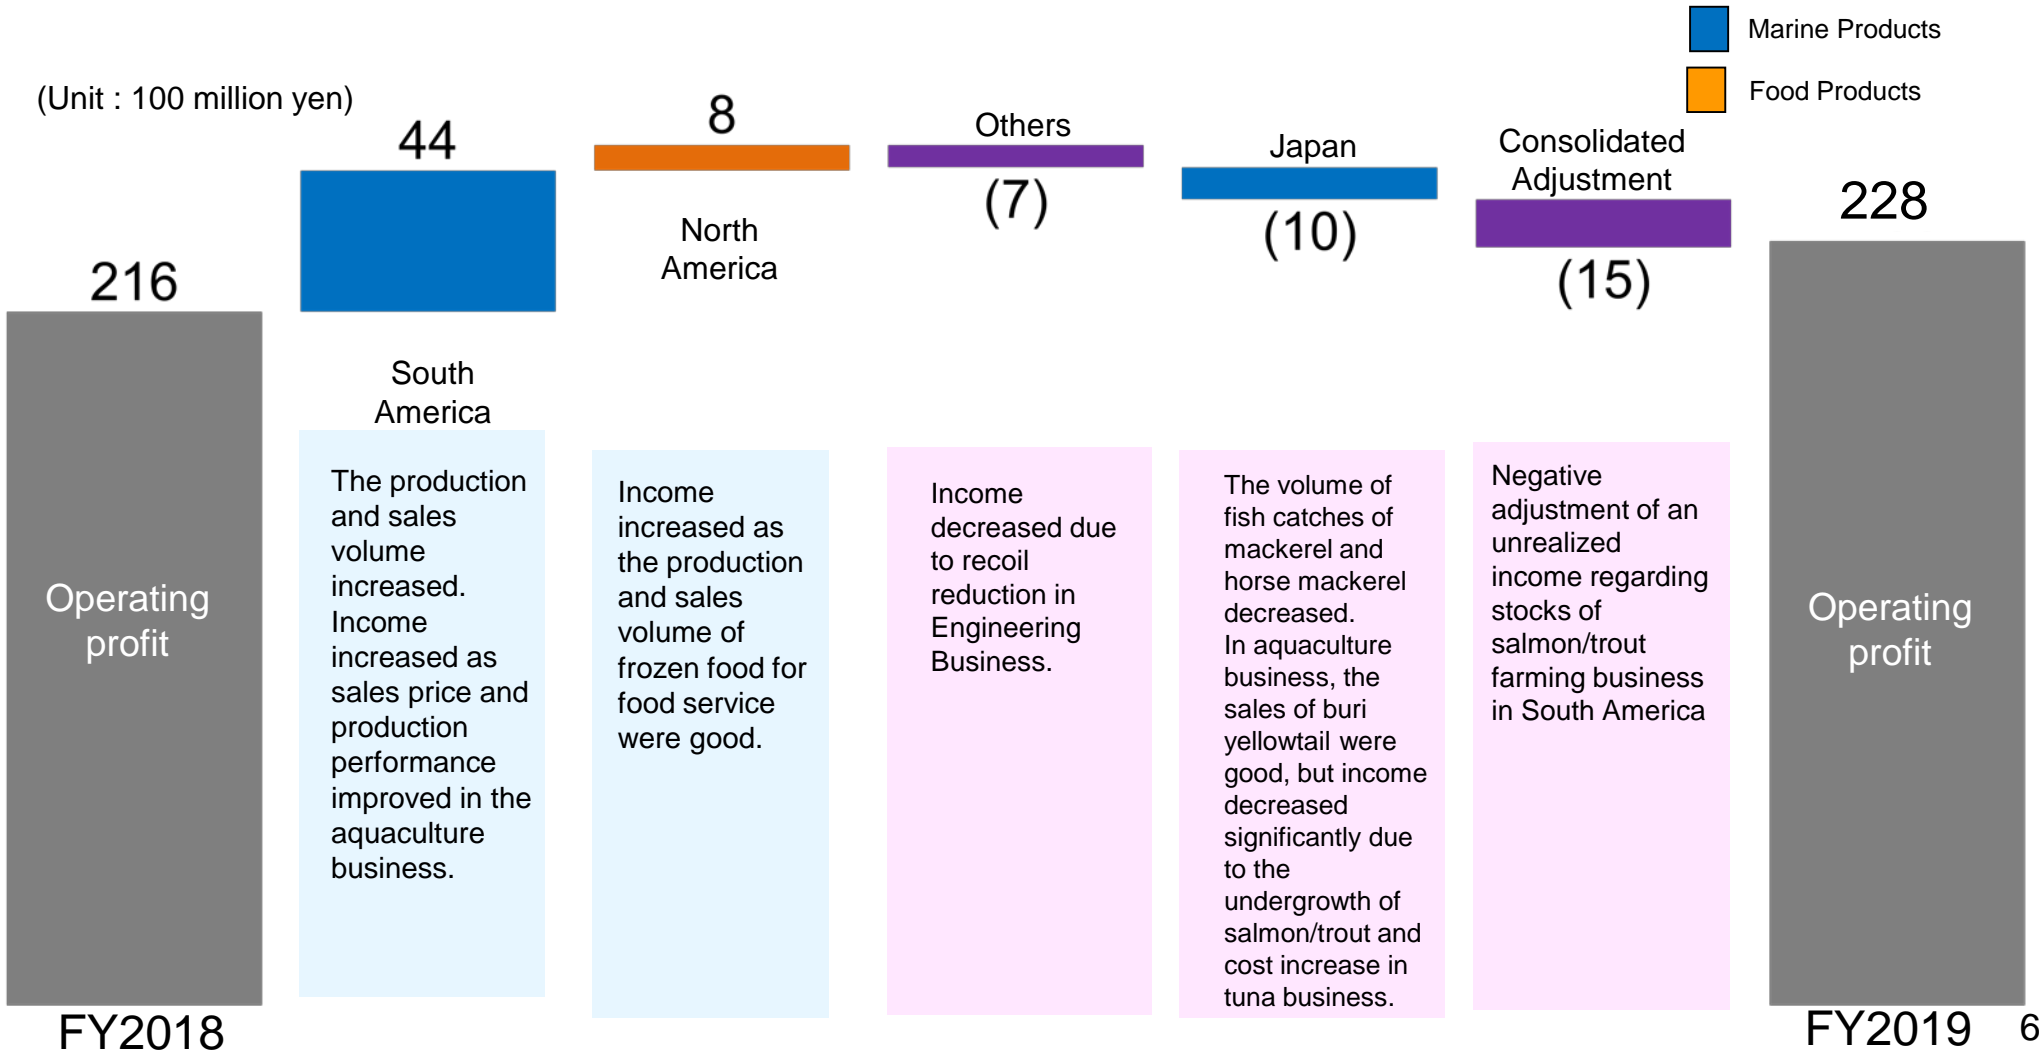 Marine Products
Food Products
(Unit : 100 million yen)
216
Operating
profit
FY2018
44
South
America
The production
and sales
volume
increased.
Income
increased as
sales price and
production
performance
improved in the
aquaculture
business.
8
North
America
Income
increased as
the production
and sales
volume of
frozen food for
food service
were good.
Others
(7)
Income
decreased due
to recoil
reduction in
Engineering
Business.
Japan
(10)
The volume of
fish catches of
mackerel and
horse mackerel
decreased.
In aquaculture
business, the
sales of buri
yellowtail were
good, but income
decreased
significantly due
to the
undergrowth of
salmon/trout and
cost increase in
tuna business.
Consolidated
Adjustment
(15)
Negative
adjustment of an
unrealized
income regarding
stocks of
salmon/trout
farming business
in South America
228
Operating
profit
FY2019
6